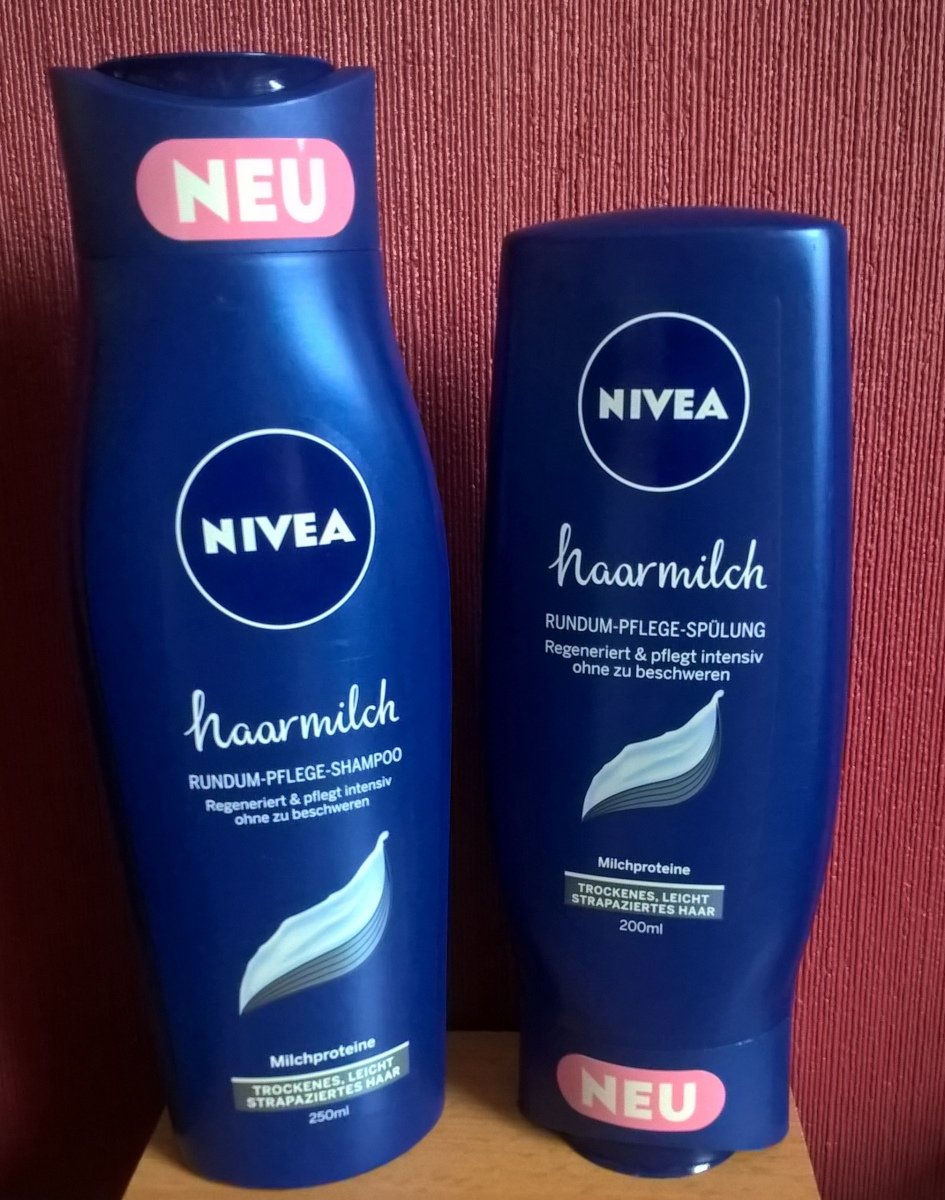 NEU
NIVEA
haarmilch
RUNDUM-PFLEGE-SHAMPOO
Regeneriert & pflegt intensiv
ohne zu beschweren
Milchproteine
TROCKENES, LEICHT
STRAPAZIERTES HAAR
250ml
NIVEA
haarmilch
RUNDUM-PFLEGE-SPÜLUNG
Regeneriert & pflegt intensiv
ohne zu beschweren
Milchproteine
TROCKENES, LEICHT
STRAPAZIERTES HAAR
200ml
NEU